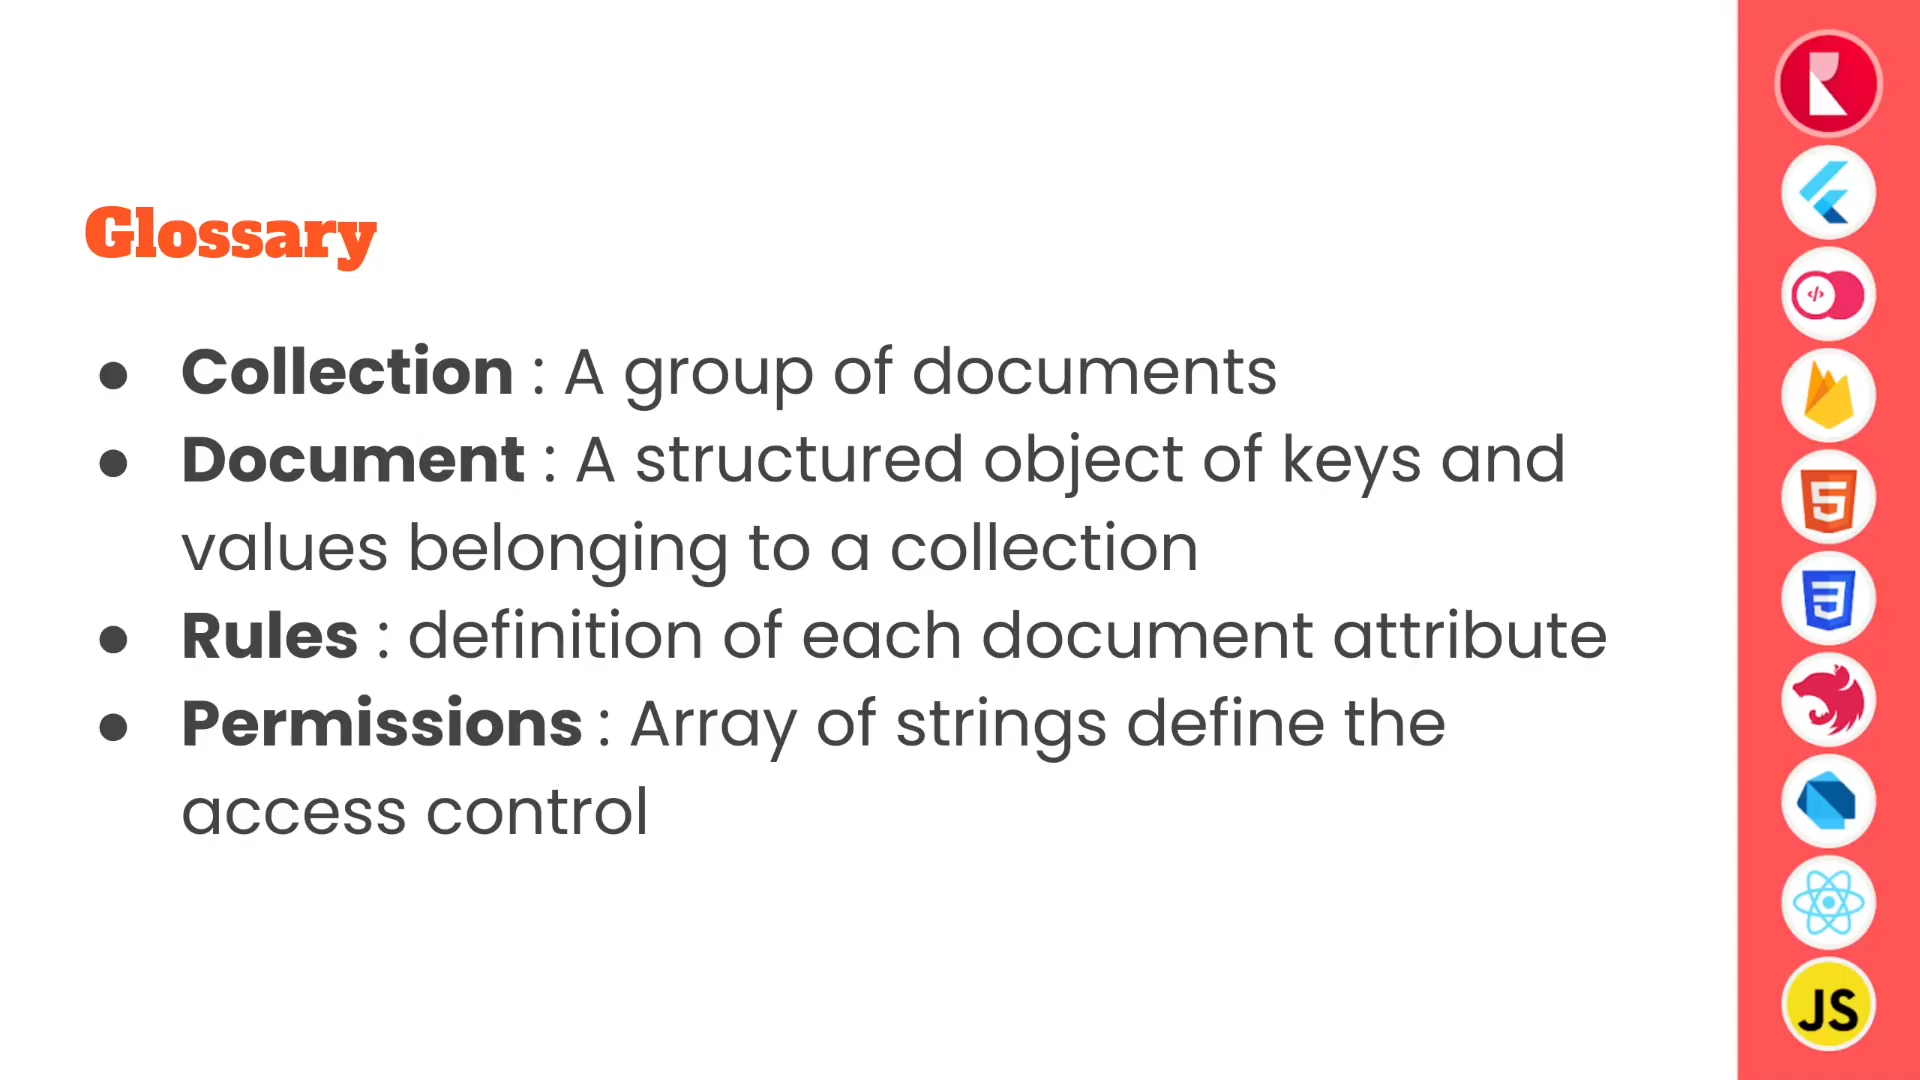 Glossary
● Collection : A group of documents
● Document : A structured object of keys and
values belonging to a collection
● Rules : definition of each document attribute
● Permissions : Array of strings define the
access control
</>
JS